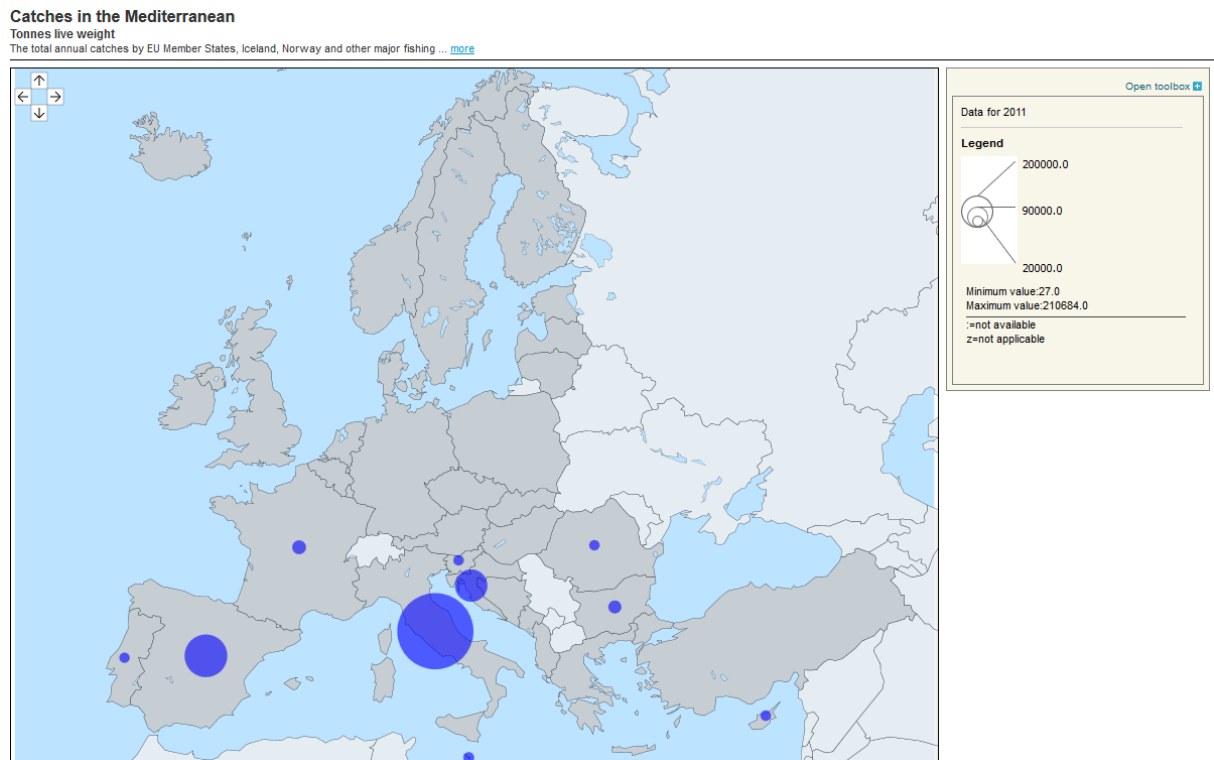 Catches in the Mediterranean
Tonnes live weight
The total annual catches by EU Member States, Iceland, Norway and other major fishing ... more
Open toolbox
Data for 2011
Legend
200000.0
90000.0
20000.0
Minimum value:27.0
Maximum value:210684.0
:=not available
z=not applicable